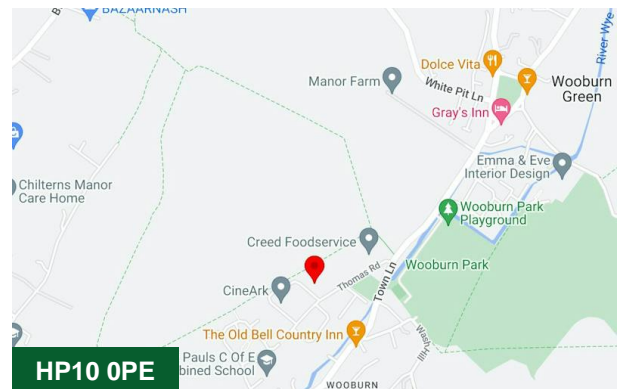 BAZAARNASH
River Wye
Dolce Vita
Manor Farm
White Pit Ln
Wooburn
Green
Gray's Inn
Emma & Eve
Interior Design
Chilterns Manor
Care Home
Wooburn Park
Playground
Creed Foodservice
Wooburn Park
Thomas Rd
CineArk
Town Ln
The Old Bell Country Inn
Wash Hill
Pauls C Of E
bined School
WOOBURN
HP10 0PE